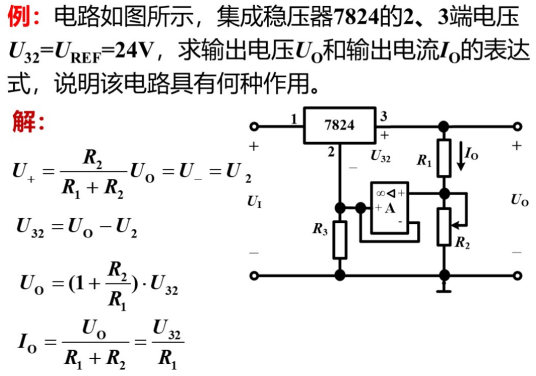 例：电路如图所示，集成稳压器7824的2、3端电压
U32=UREF=24V，求输出电压UO和输出电流IO的表达
式，说明该电路具有何种作用。
解：
U+ = R2/(R1 + R2) UO = U− = U2
U32 = UO − U2
UO = (1 + R2/R1) · U32
IO = UO/(R1 + R2) = U32/R1
1 7824 3
+ + +
2 U32 R1 IO
−
UI ∞ + UO
+ A
-
R3 R2
− −